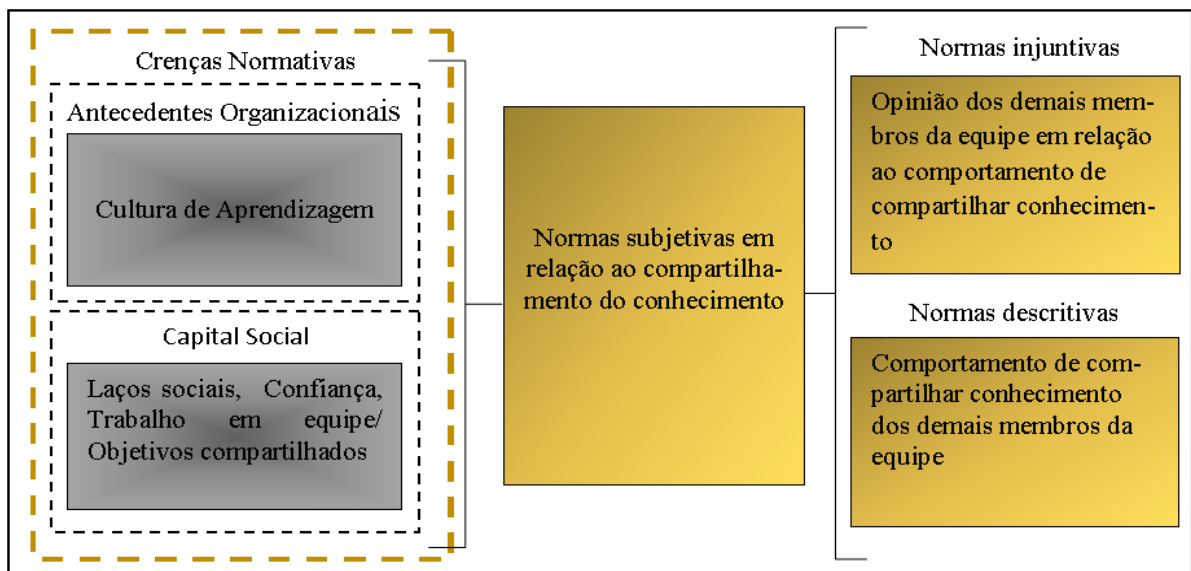 Crenças Normativas
Antecedentes Organizacionais
Cultura de Aprendizagem
Capital Social
Laços sociais, Confiança,
Trabalho em equipe/
Objetivos compartilhados
Normas subjetivas em
relação ao compartilha-
mento do conhecimento
Normas injuntivas
Opinião dos demais mem-
bros da equipe em relação
ao comportamento de
compartilhar conhecimen-
to
Normas descritivas
Comportamento de com-
partilhar conhecimento
dos demais membros da
equipe